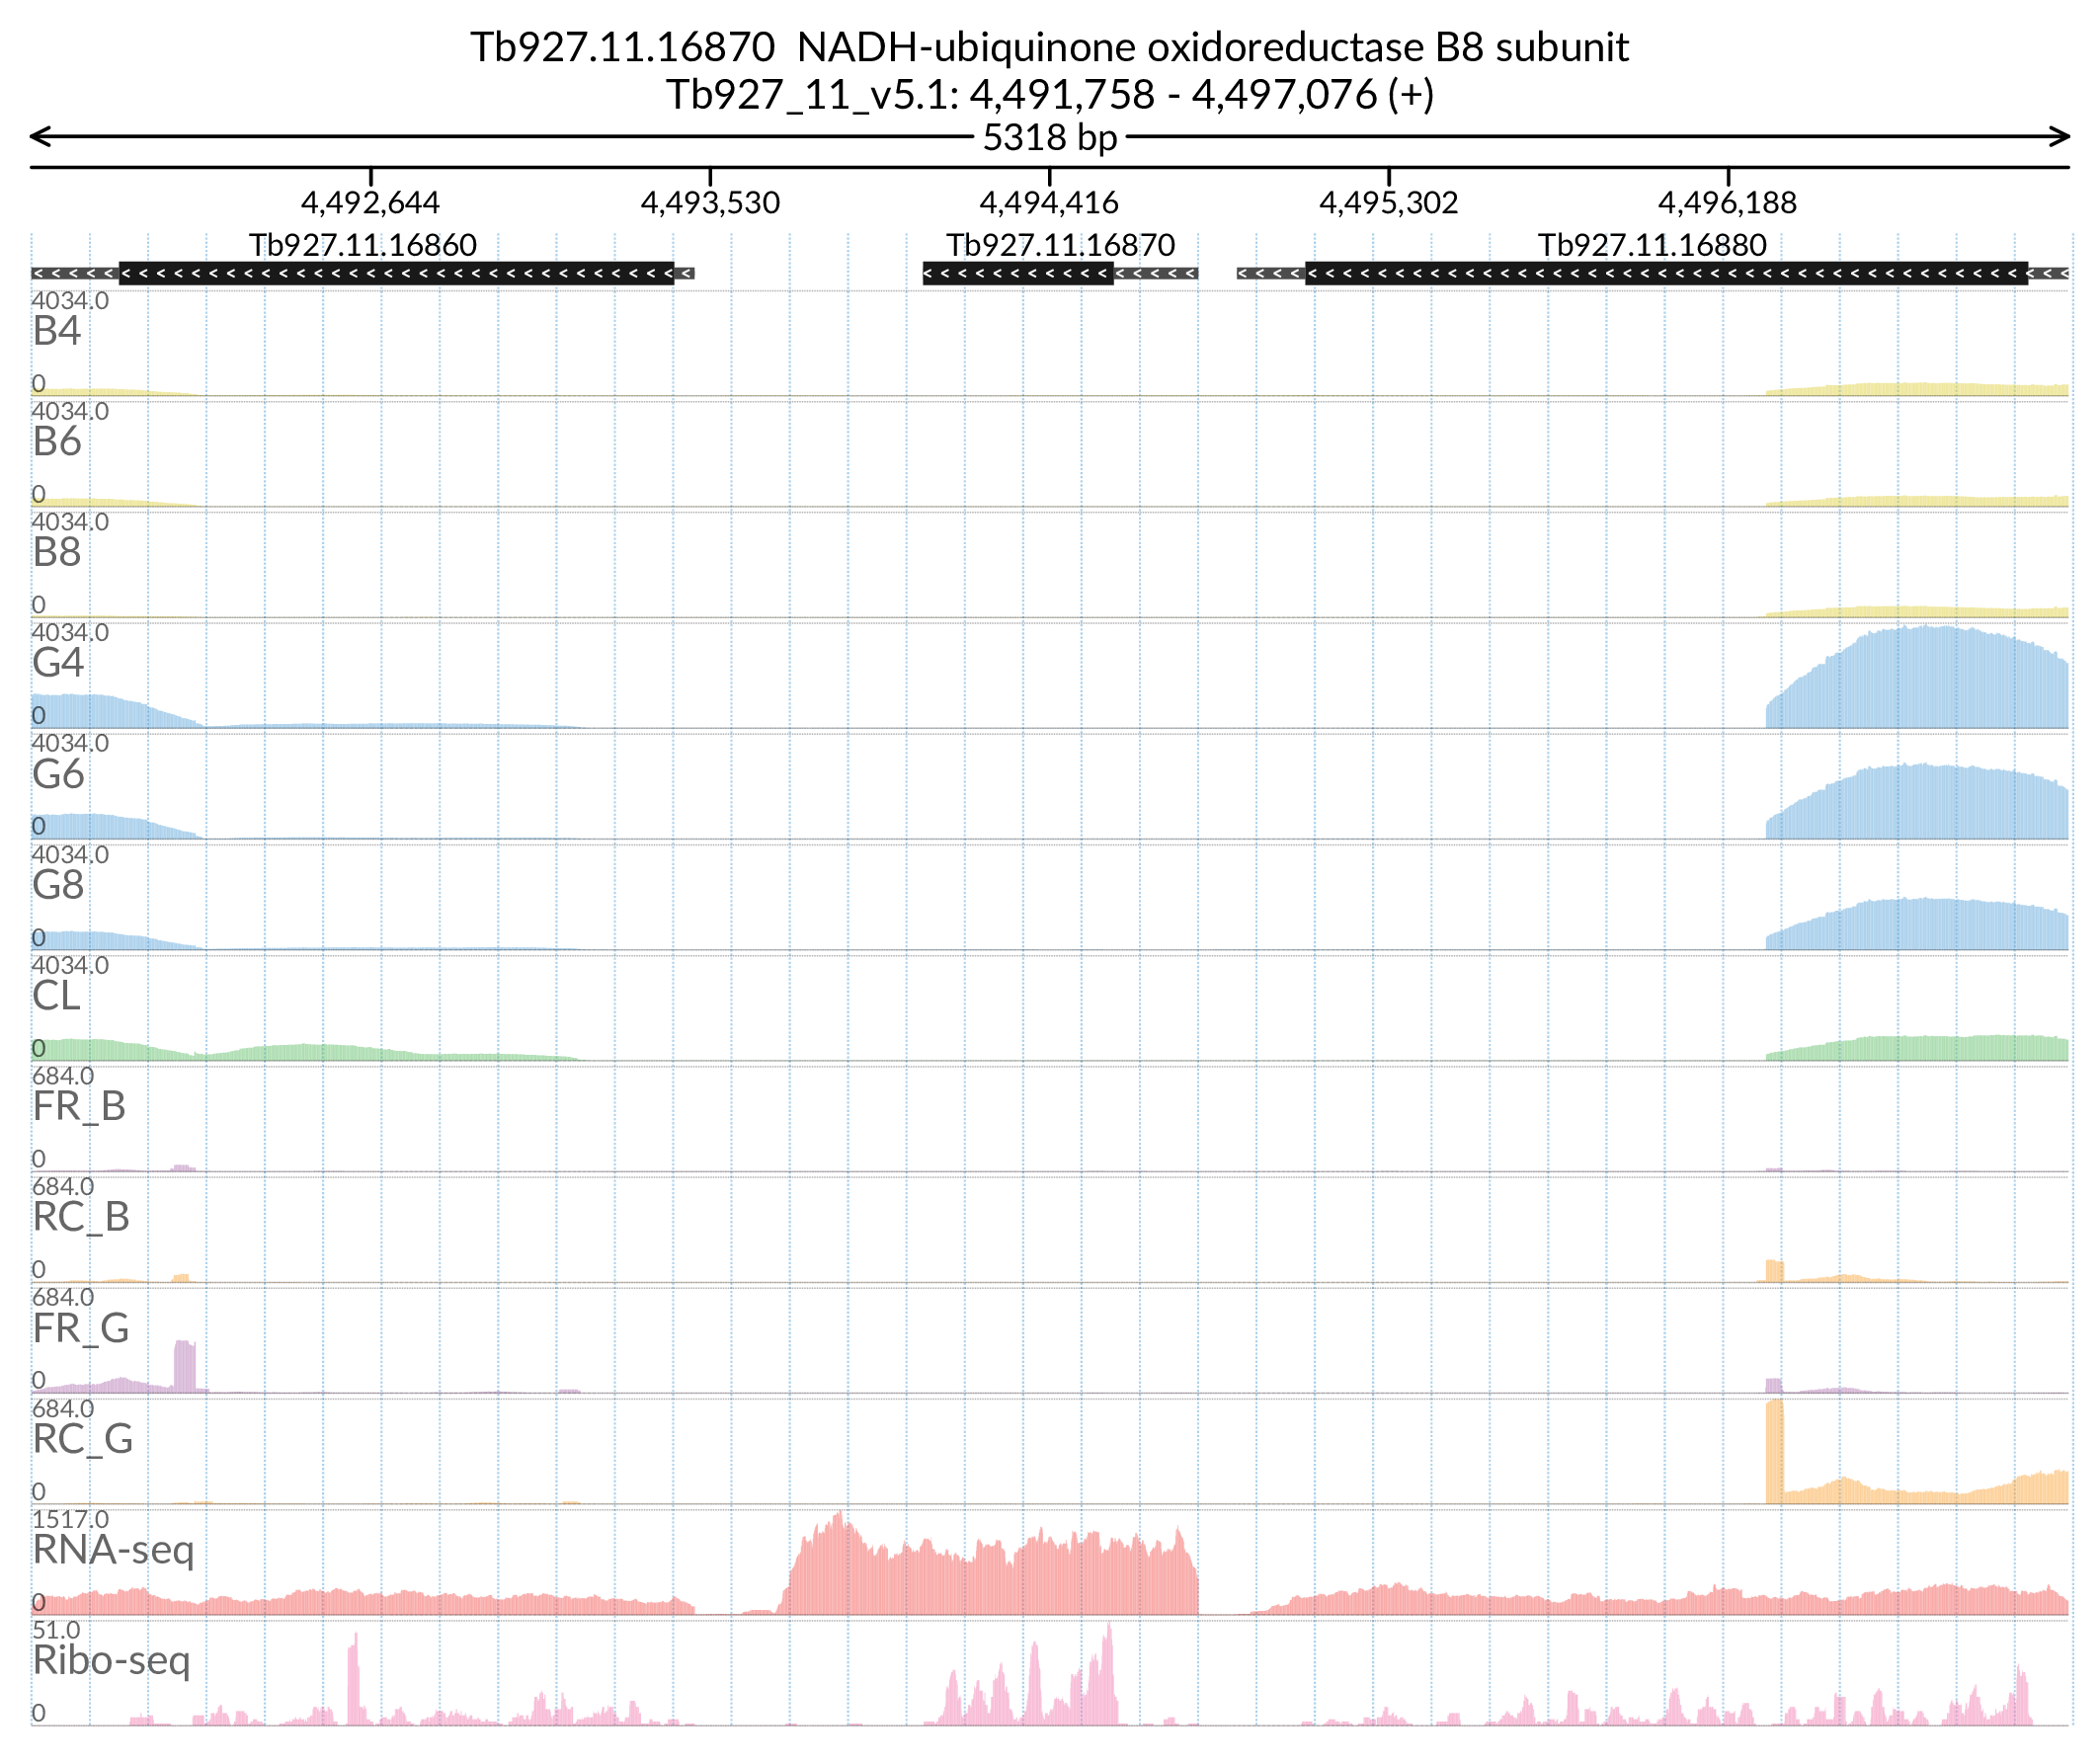 Tb927.11.16870 NADH-ubiquinone oxidoreductase B8 subunit
Tb927_11_v5.1: 4,491,758 - 4,497,076 (+)
5318 bp
4,492,644 4,493,530 4,494,416 4,495,302 4,496,188
Tb927.11.16860 Tb927.11.16870 Tb927.11.16880
4034.0
B4
0
4034.0
B6
0
4034.0
B8
0
4034.0
G4
0
4034.0
G6
0
4034.0
G8
0
4034.0
CL
0
684.0
FR_B
0
684.0
RC_B
0
684.0
FR_G
0
684.0
RC_G
0
1517.0
RNA-seq
0
51.0
Ribo-seq
0